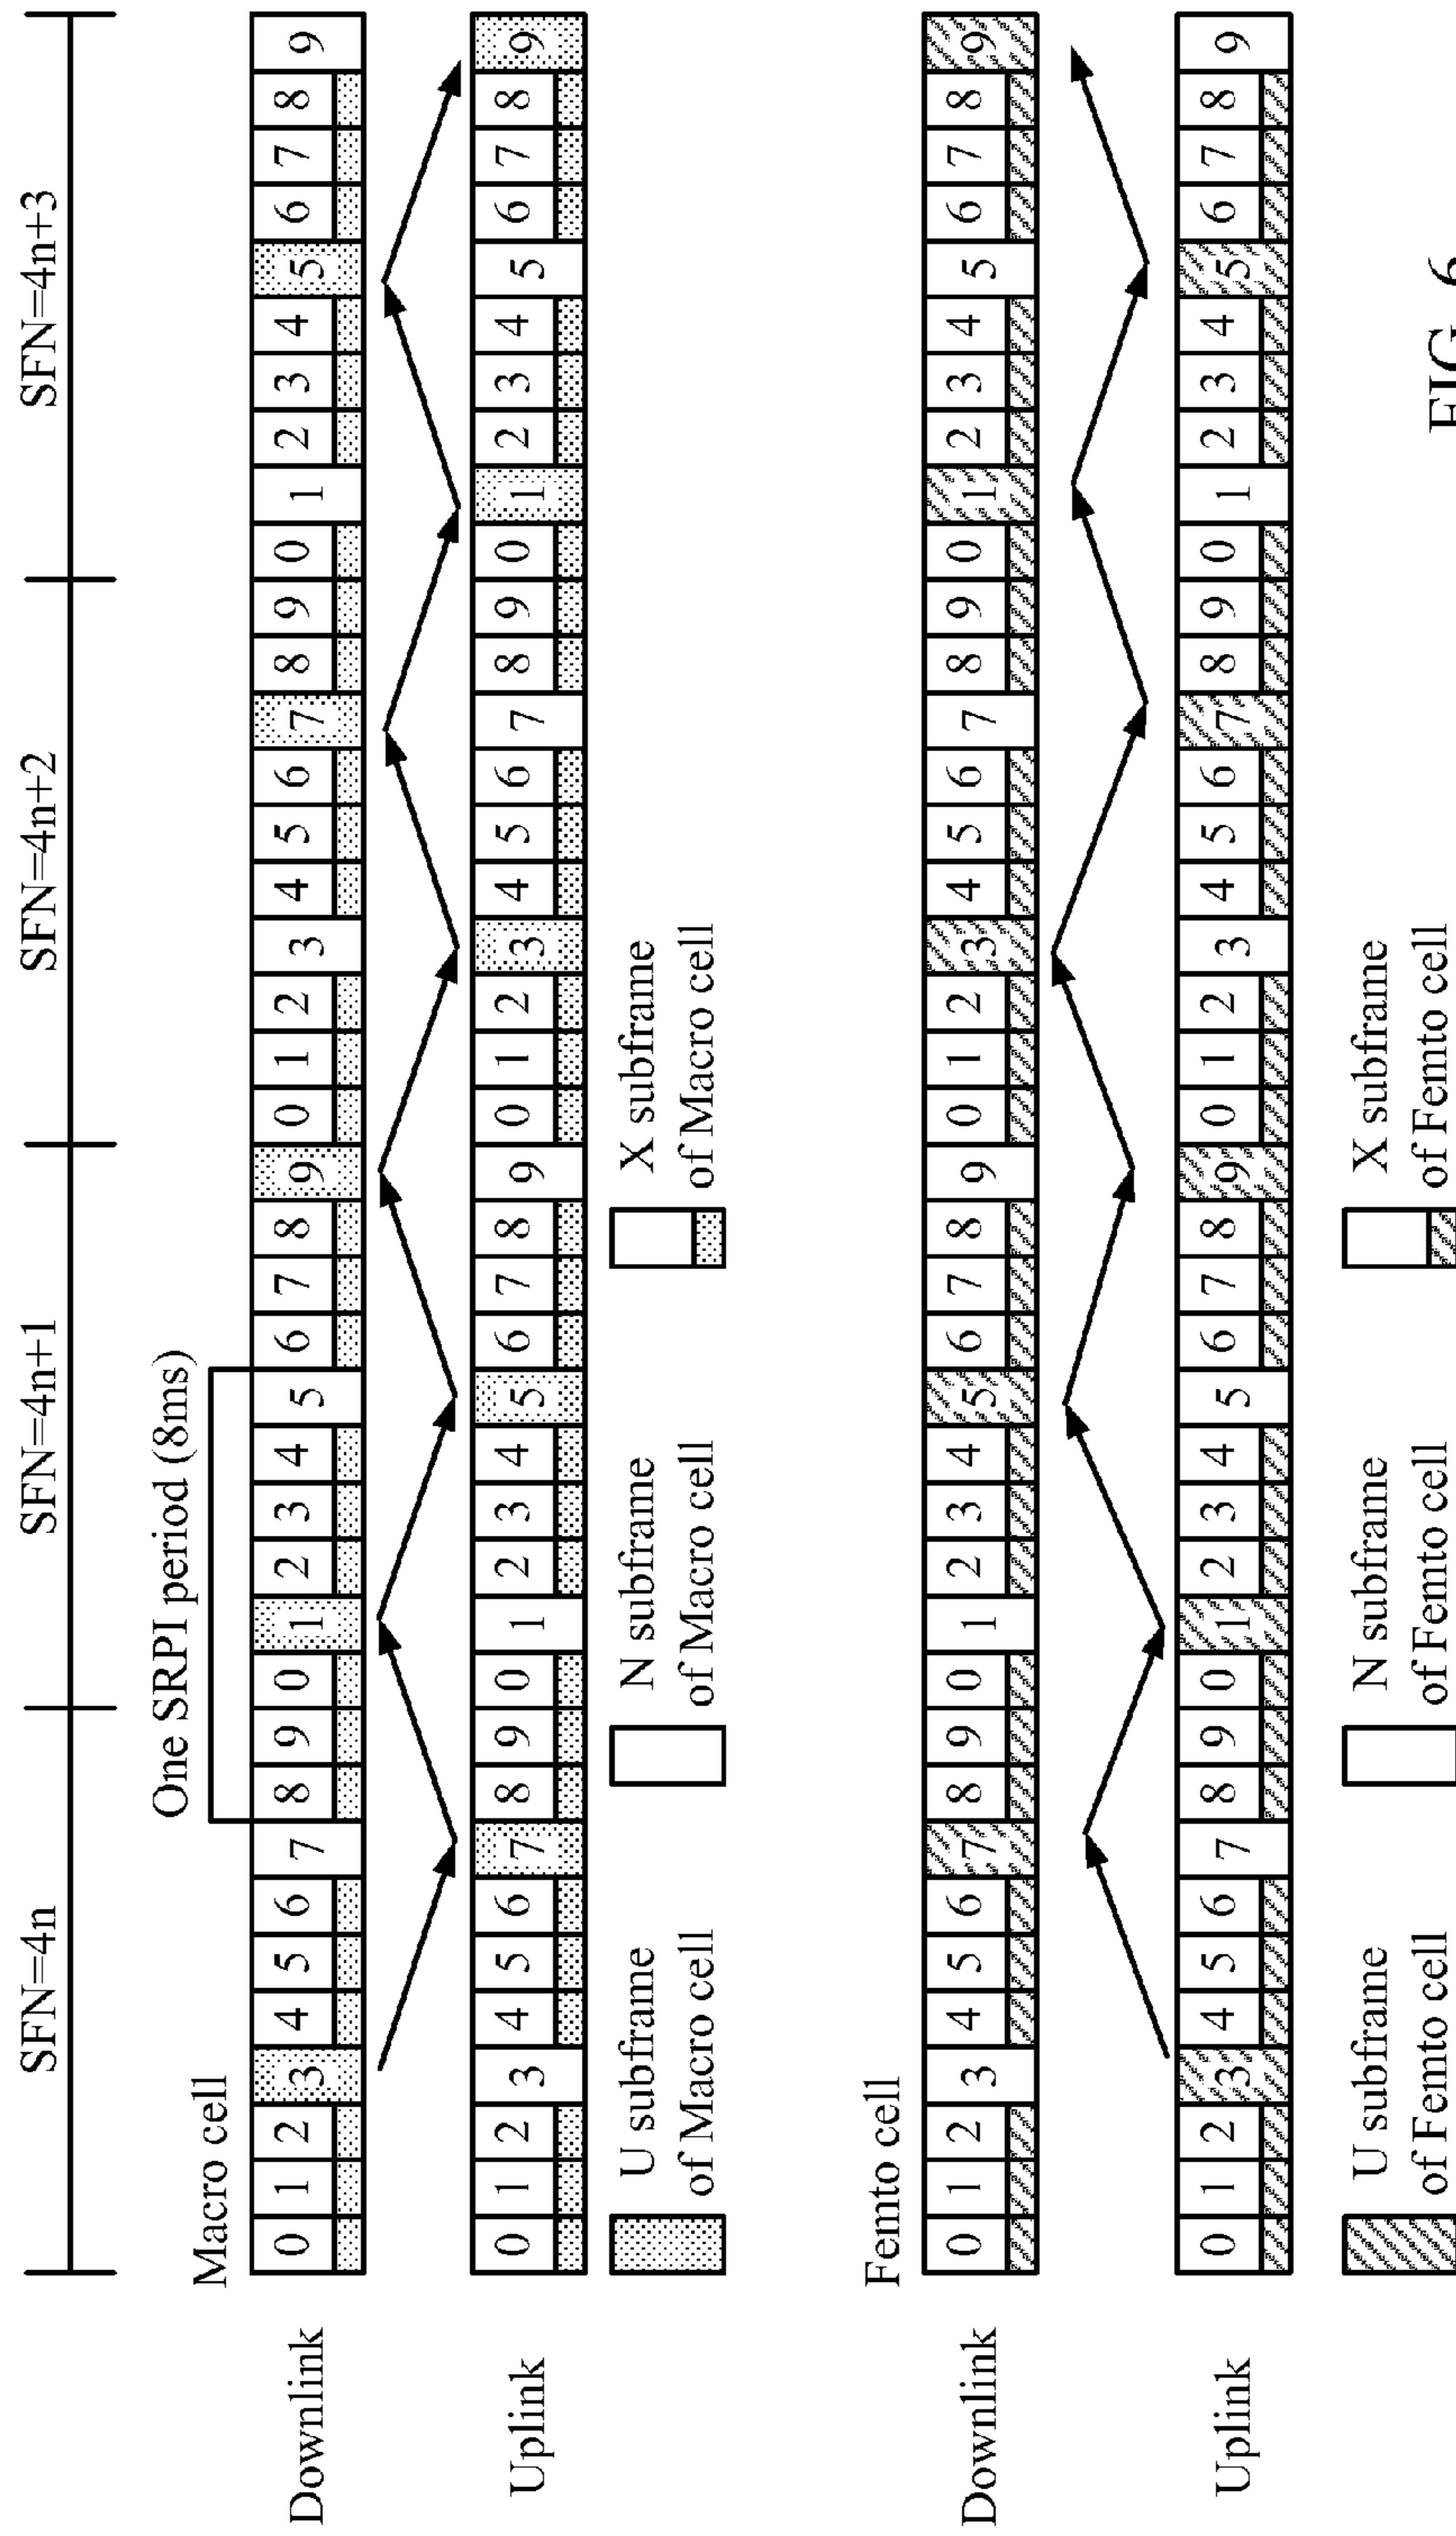 SFN=4n SFN=4n+1 SFN=4n+2 SFN=4n+3
One SRPI period (8ms)
Macro cell
Downlink 0 1 2 3 4 5 6 7 8 9 0 1 2 3 4 5 6 7 8 9 0 1 2 3 4 5 6 7 8 9 0 1 2 3 4 5 6 7 8 9
Uplink 0 1 2 3 4 5 6 7 8 9 0 1 2 3 4 5 6 7 8 9 0 1 2 3 4 5 6 7 8 9 0 1 2 3 4 5 6 7 8 9
U subframe
of Macro cell
N subframe
of Macro cell
X subframe
of Macro cell
Femto cell
Downlink 0 1 2 3 4 5 6 7 8 9 0 1 2 3 4 5 6 7 8 9 0 1 2 3 4 5 6 7 8 9 0 1 2 3 4 5 6 7 8 9
Uplink 0 1 2 3 4 5 6 7 8 9 0 1 2 3 4 5 6 7 8 9 0 1 2 3 4 5 6 7 8 9 0 1 2 3 4 5 6 7 8 9
U subframe
of Femto cell
N subframe
of Femto cell
X subframe
of Femto cell
FIG. 6